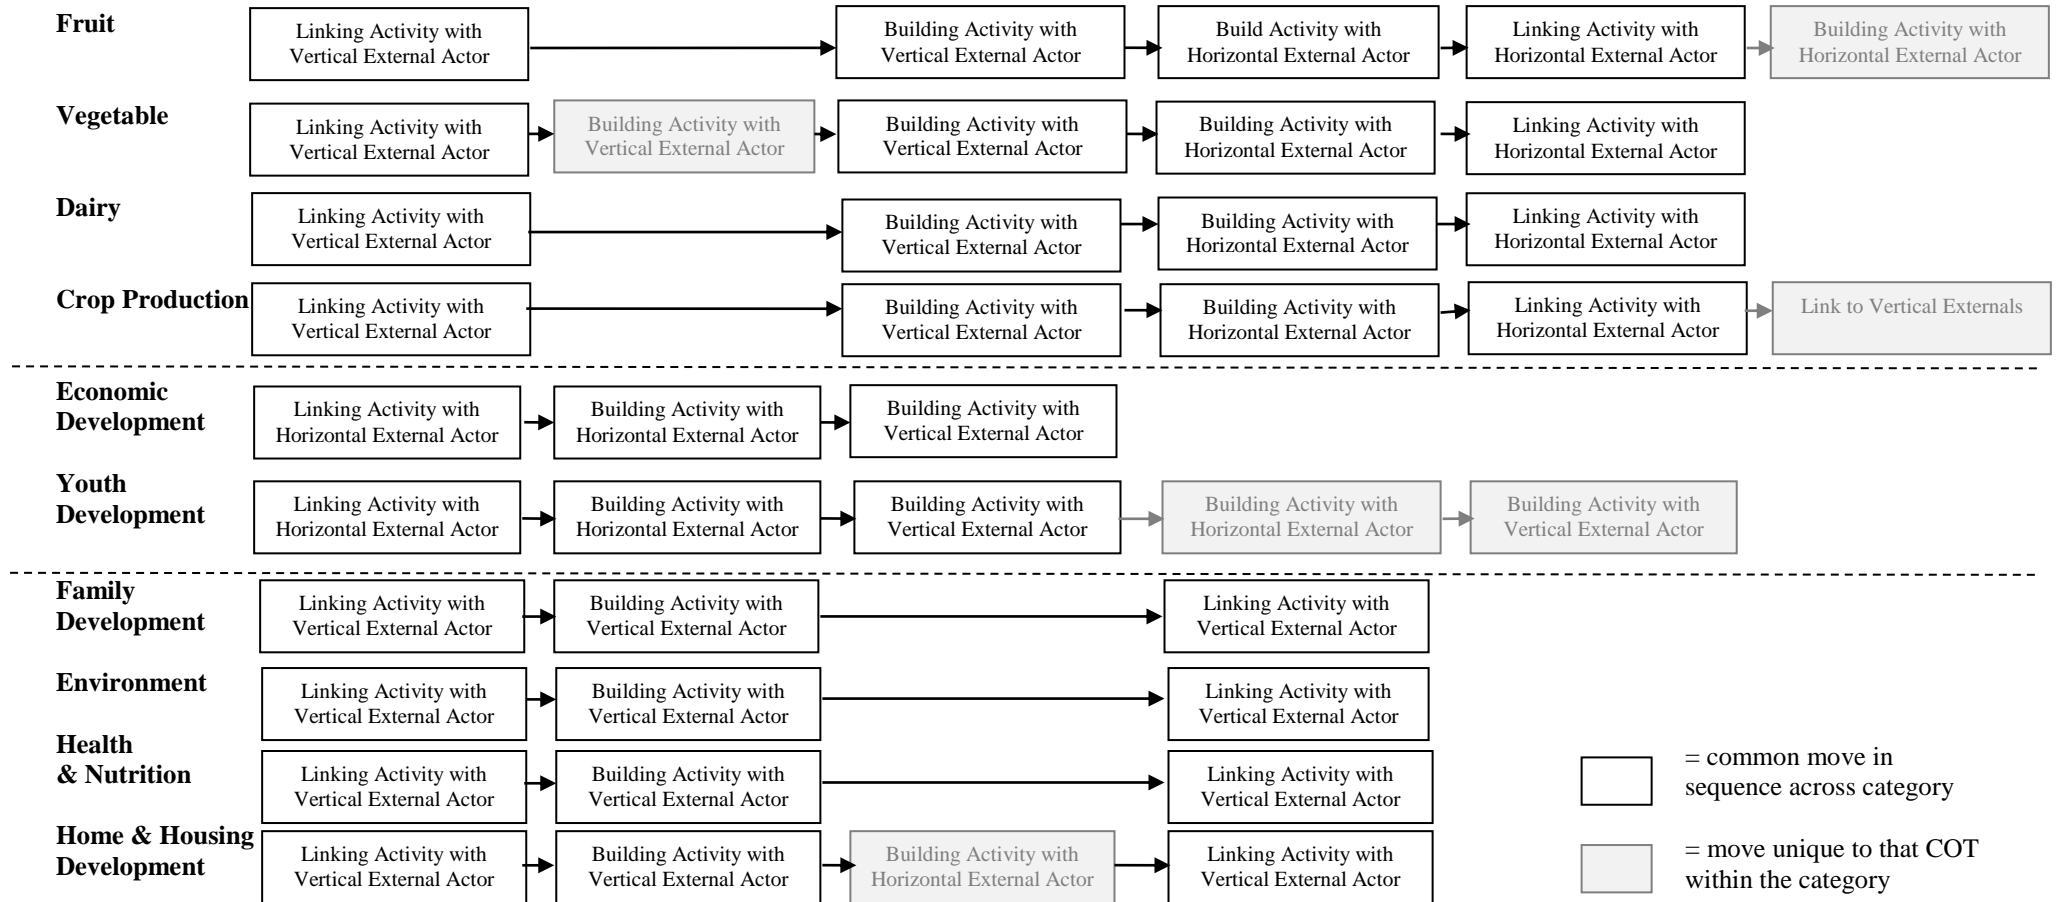 Fruit
Linking Activity with
Vertical External Actor
Building Activity with
Vertical External Actor
Build Activity with
Horizontal External Actor
Linking Activity with
Horizontal External Actor
Building Activity with
Horizontal External Actor
Vegetable
Linking Activity with
Vertical External Actor
Building Activity with
Vertical External Actor
Building Activity with
Vertical External Actor
Building Activity with
Horizontal External Actor
Linking Activity with
Horizontal External Actor
Dairy
Linking Activity with
Vertical External Actor
Building Activity with
Vertical External Actor
Building Activity with
Horizontal External Actor
Linking Activity with
Horizontal External Actor
Crop Production
Linking Activity with
Vertical External Actor
Building Activity with
Vertical External Actor
Building Activity with
Horizontal External Actor
Linking Activity with
Horizontal External Actor
Link to Vertical Externals
Economic
Development
Linking Activity with
Horizontal External Actor
Building Activity with
Horizontal External Actor
Building Activity with
Vertical External Actor
Youth
Development
Linking Activity with
Horizontal External Actor
Building Activity with
Horizontal External Actor
Building Activity with
Vertical External Actor
Building Activity with
Horizontal External Actor
Building Activity with
Vertical External Actor
Family
Development
Linking Activity with
Vertical External Actor
Building Activity with
Vertical External Actor
Linking Activity with
Vertical External Actor
Environment
Linking Activity with
Vertical External Actor
Building Activity with
Vertical External Actor
Linking Activity with
Vertical External Actor
Health
& Nutrition
Linking Activity with
Vertical External Actor
Building Activity with
Vertical External Actor
Linking Activity with
Vertical External Actor
Home & Housing
Development
Linking Activity with
Vertical External Actor
Building Activity with
Vertical External Actor
Building Activity with
Horizontal External Actor
Linking Activity with
Vertical External Actor
= common move in
sequence across category
= move unique to that COT
within the category